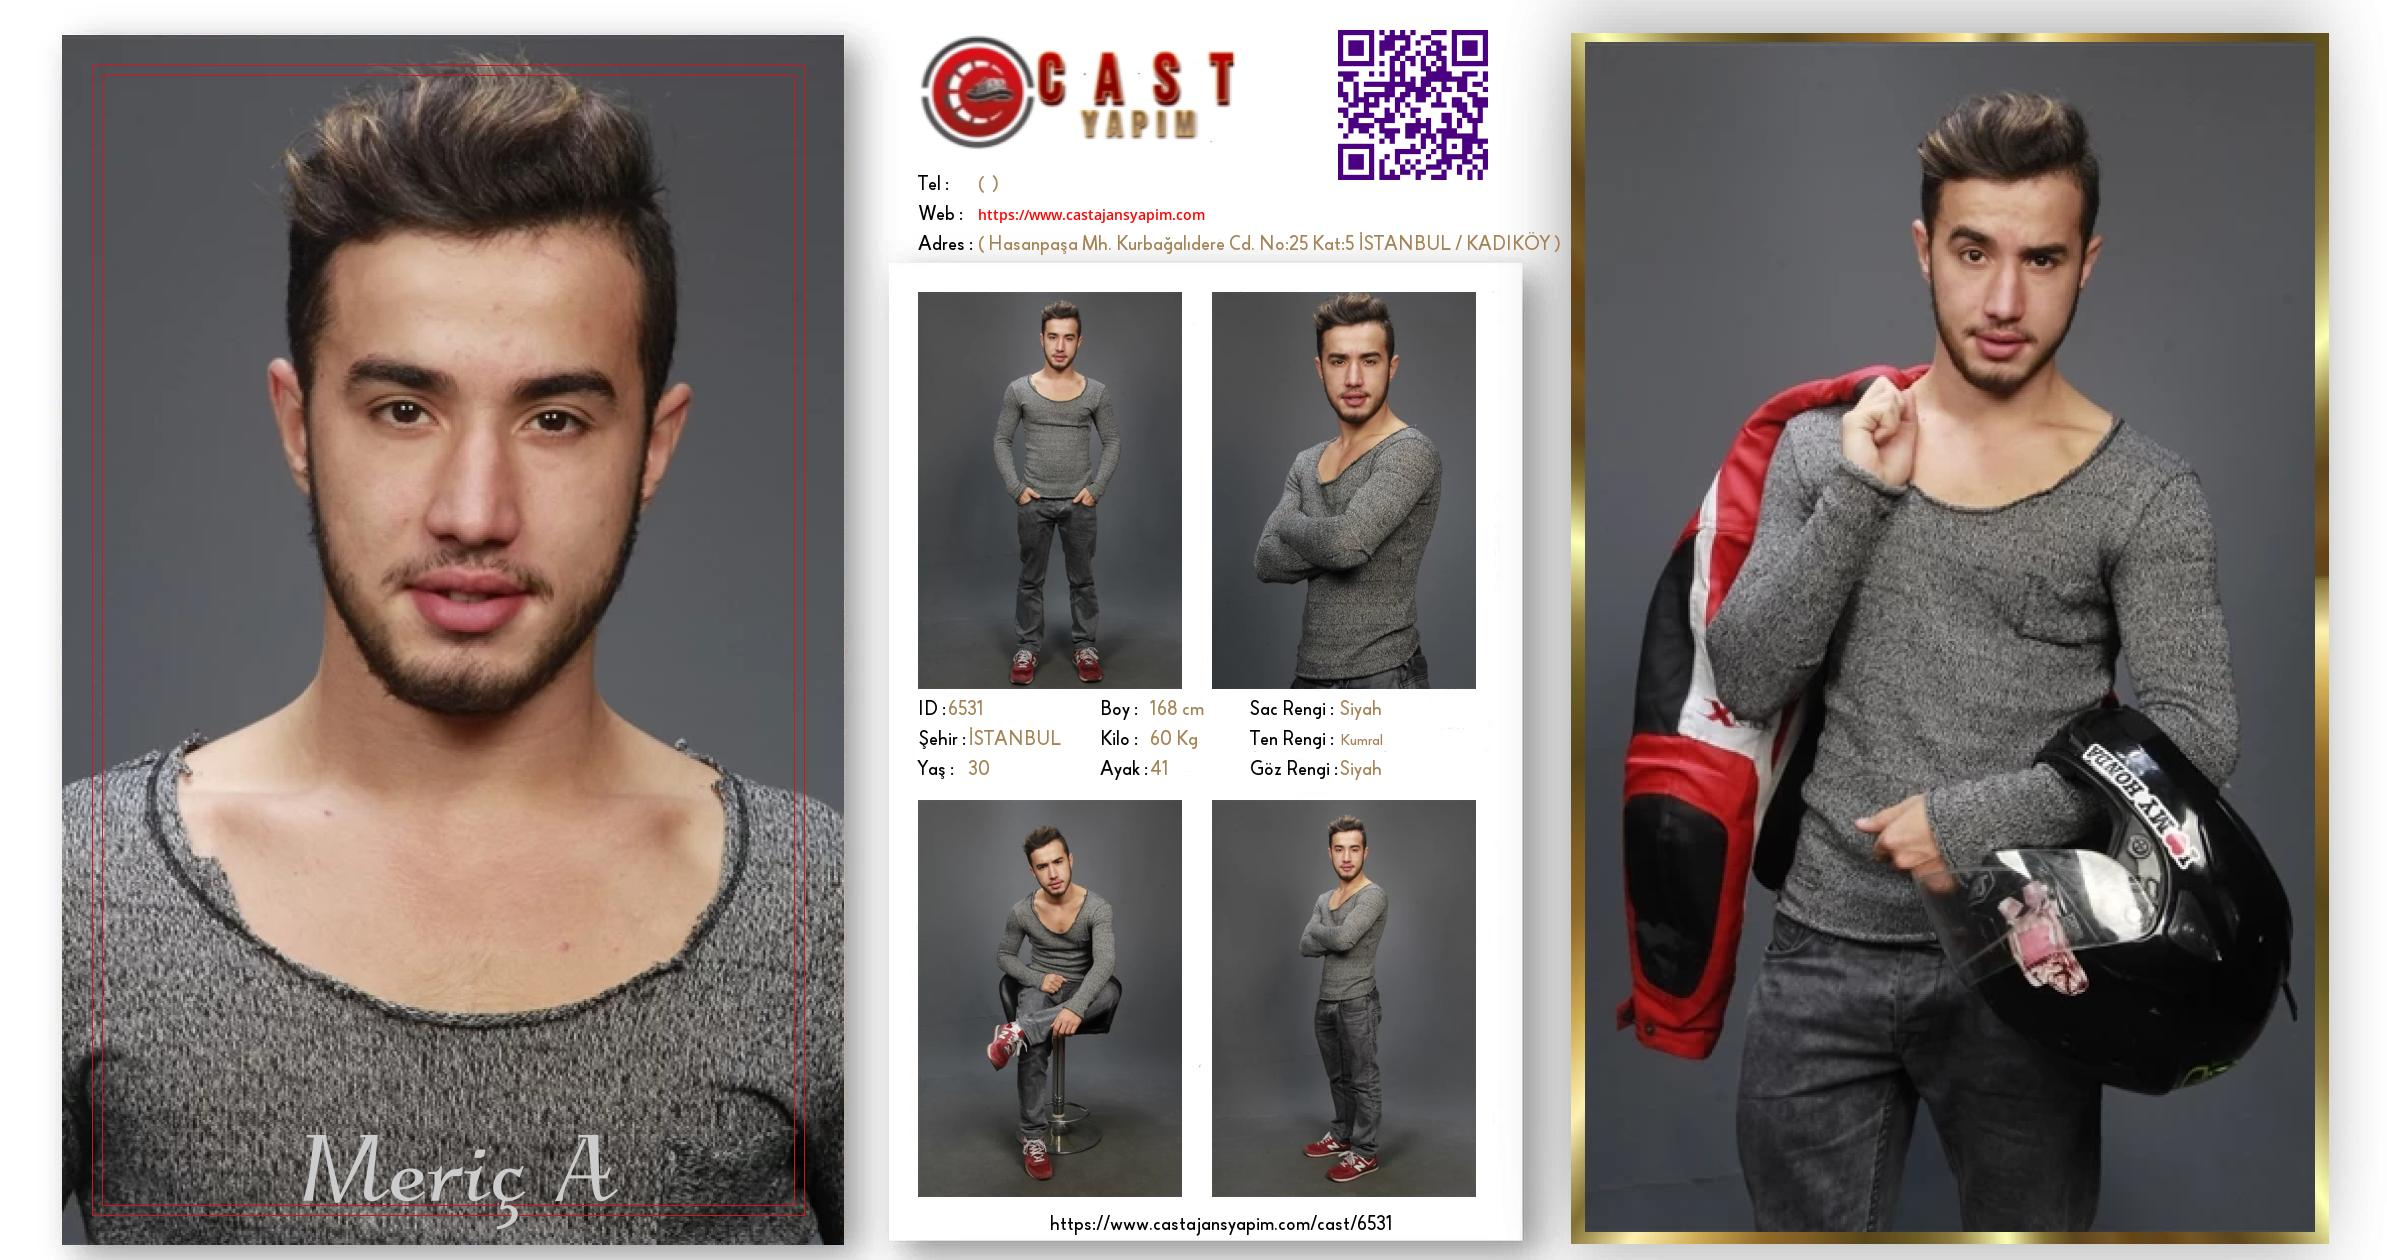 Meriç A
CAST
YAPIM
Tel : ( )
Web : https://www.castajansyapim.com
Adres : ( Hasanpaşa Mh. Kurbağalıdere Cd. No:25 Kat:5 İSTANBUL / KADIKÖY )
ID : 6531 Boy : 168 cm Sac Rengi : Siyah
Şehir : İSTANBUL Kilo : 60 Kg Ten Rengi : Kumral
Yaş : 30 Ayak : 41 Göz Rengi : Siyah
https://www.castajansyapim.com/cast/6531
MY HONDA